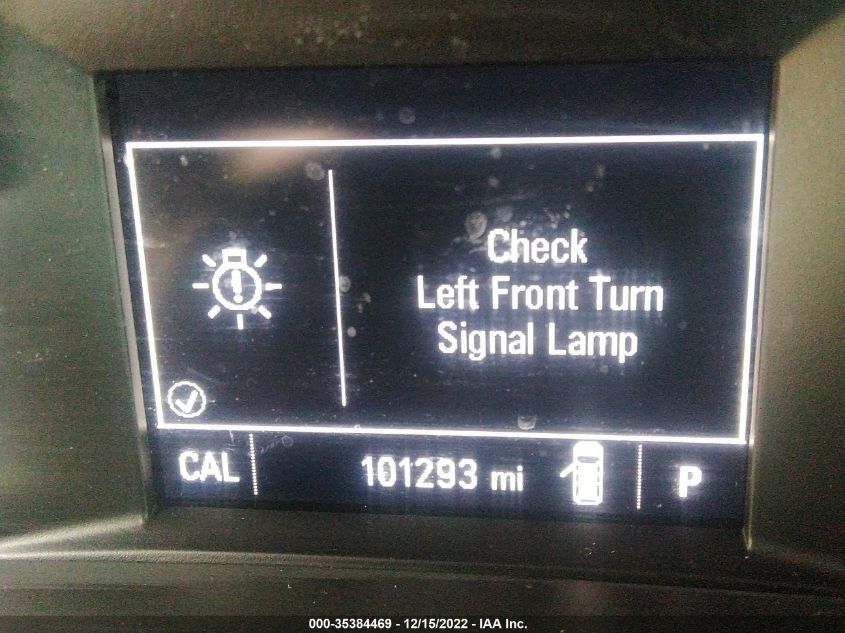 Check
Left Front Turn
Signal Lamp
CAL 101293 mi P
000-35384469 - 12/15/2022 - IAA Inc.